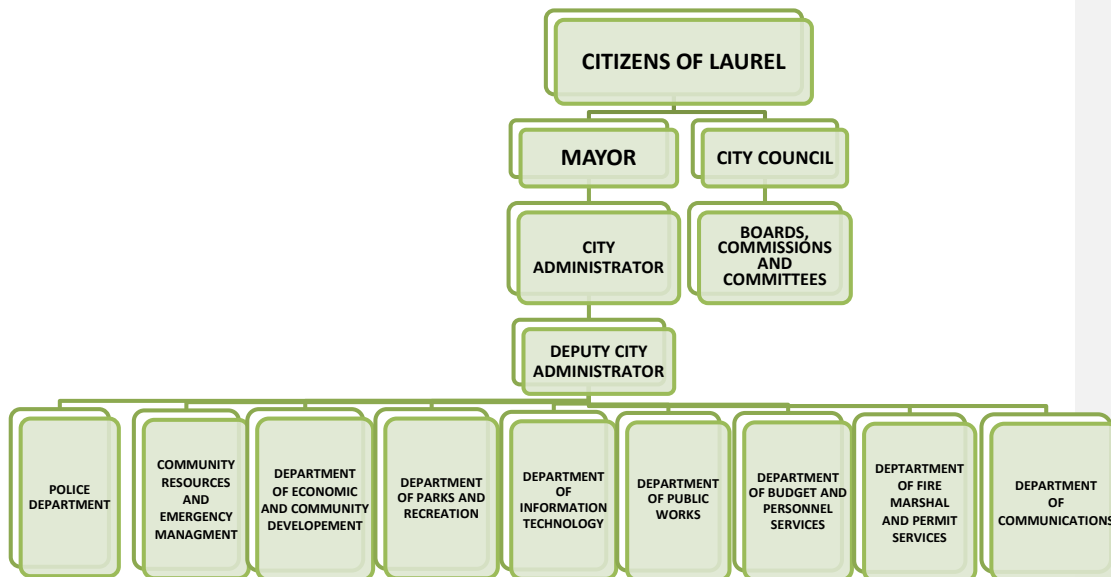 CITIZENS OF LAUREL
MAYOR
CITY COUNCIL
CITY
ADMINISTRATOR
BOARDS,
COMMISSIONS
AND
COMMITTEES
DEPUTY CITY
ADMINISTRATOR
POLICE
DEPARTMENT
COMMUNITY
RESOURCES
AND
EMERGENCY
MANAGMENT
DEPARTMENT
OF ECONOMIC
AND COMMUNITY
DEVELOPEMENT
DEPARTMENT
OF PARKS AND
RECREATION
DEPARTMENT
OF
INFORMATION
TECHNOLOGY
DEPARTMENT
OF PUBLIC
WORKS
DEPARTMENT
OF BUDGET AND
PERSONNEL
SERVICES
DEPTARTMENT
OF FIRE
MARSHAL
AND PERMIT
SERVICES
DEPARTMENT
OF
COMMUNICATIONS